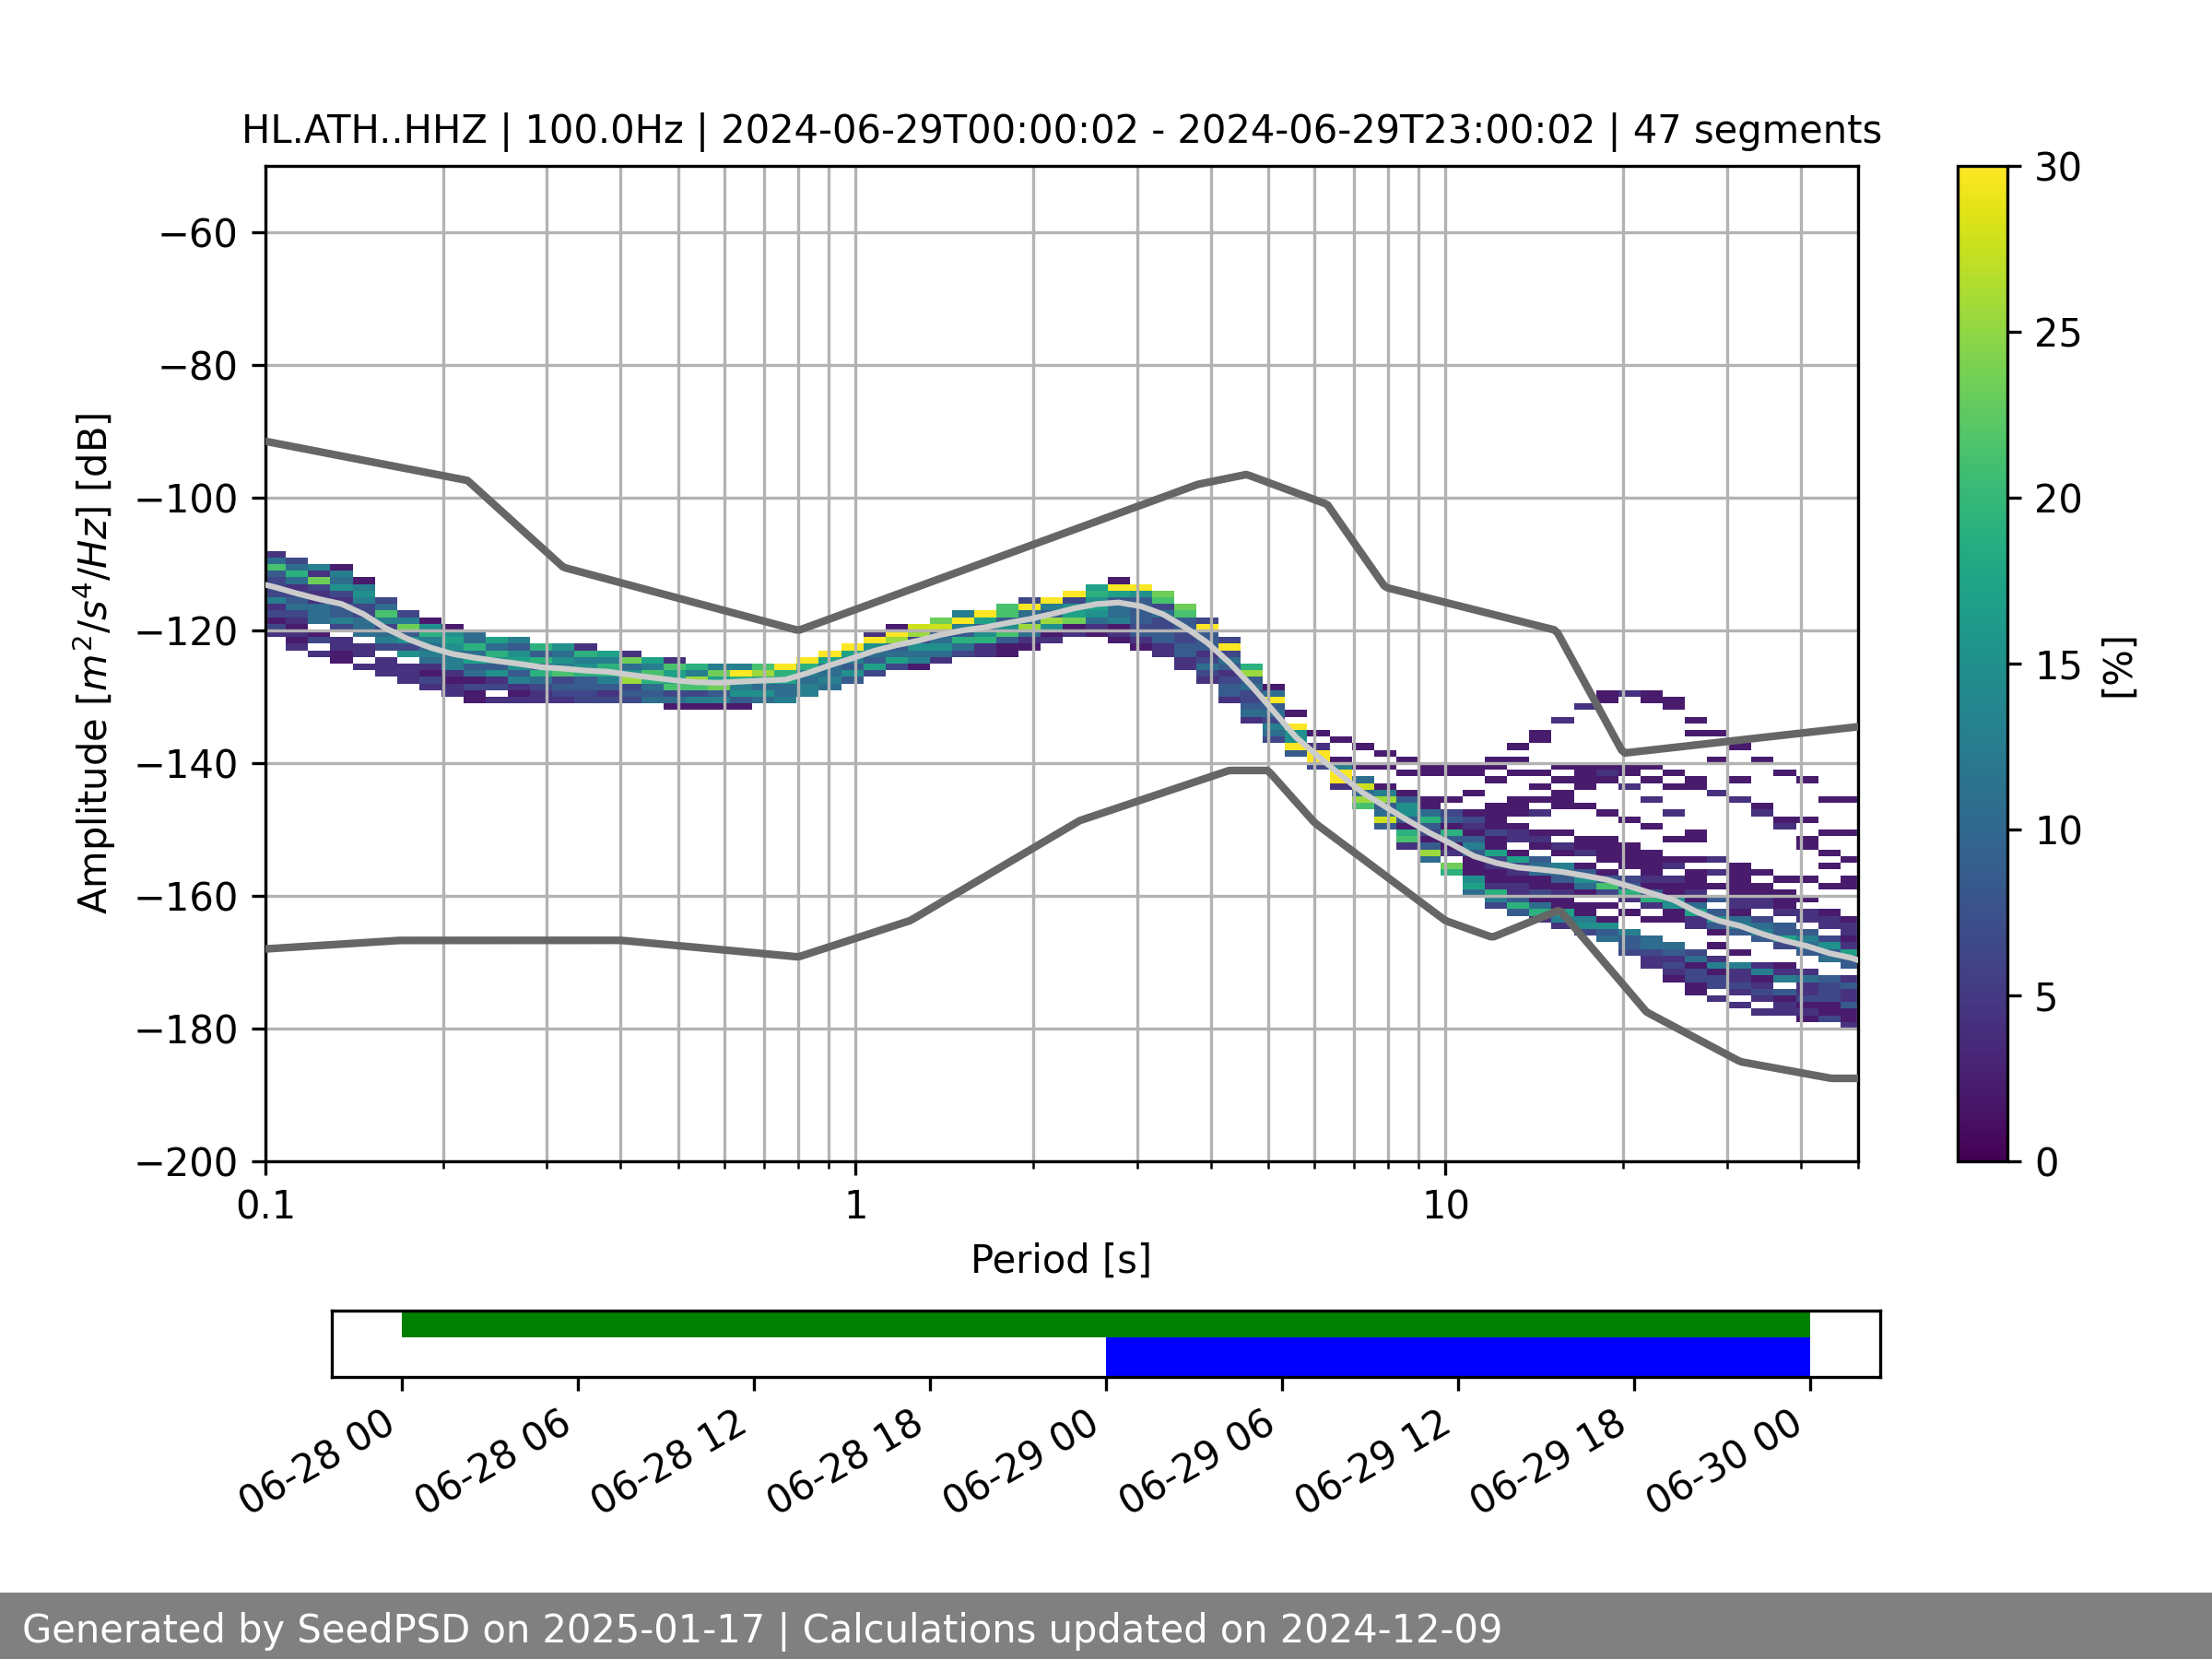 HL.ATH..HHZ | 100.0Hz | 2024-06-29T00:00:02 - 2024-06-29T23:00:02 | 47 segments
Amplitude [m²/s⁴/Hz] [dB]
−60
−80
−100
−120
−140
−160
−180
−200
0.1 1 10
Period [s]
30
25
20
15
10
5
0
[%]
06-28 00 06-28 06 06-28 12 06-28 18 06-29 00 06-29 06 06-29 12 06-29 18 06-30 00
Generated by SeedPSD on 2025-01-17 | Calculations updated on 2024-12-09